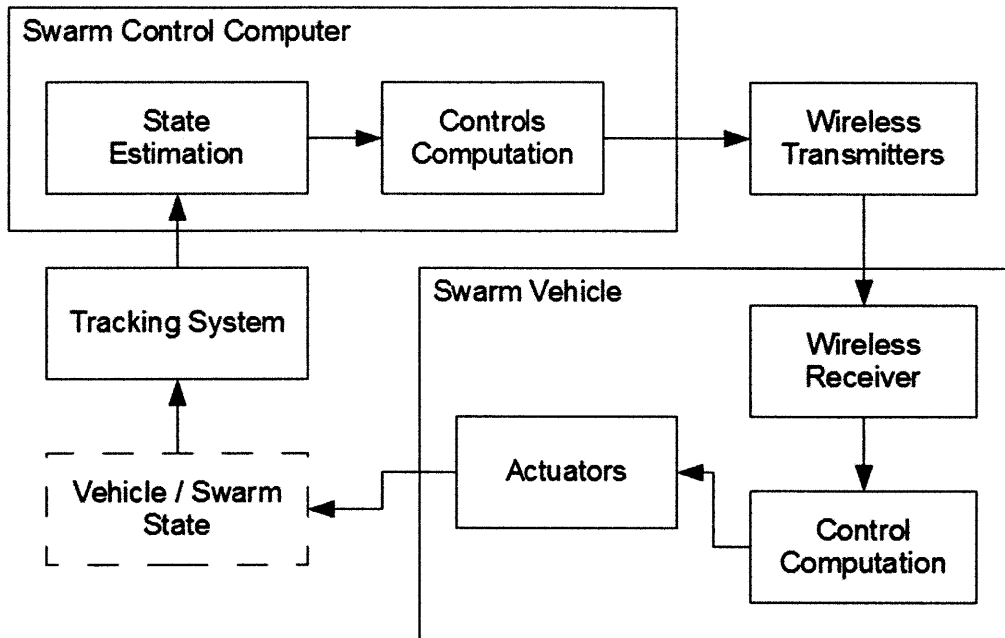 Swarm Control Computer
State
Estimation
Controls
Computation
Wireless
Transmitters
Tracking System
Swarm Vehicle
Wireless
Receiver
Vehicle / Swarm
State
Actuators
Control
Computation